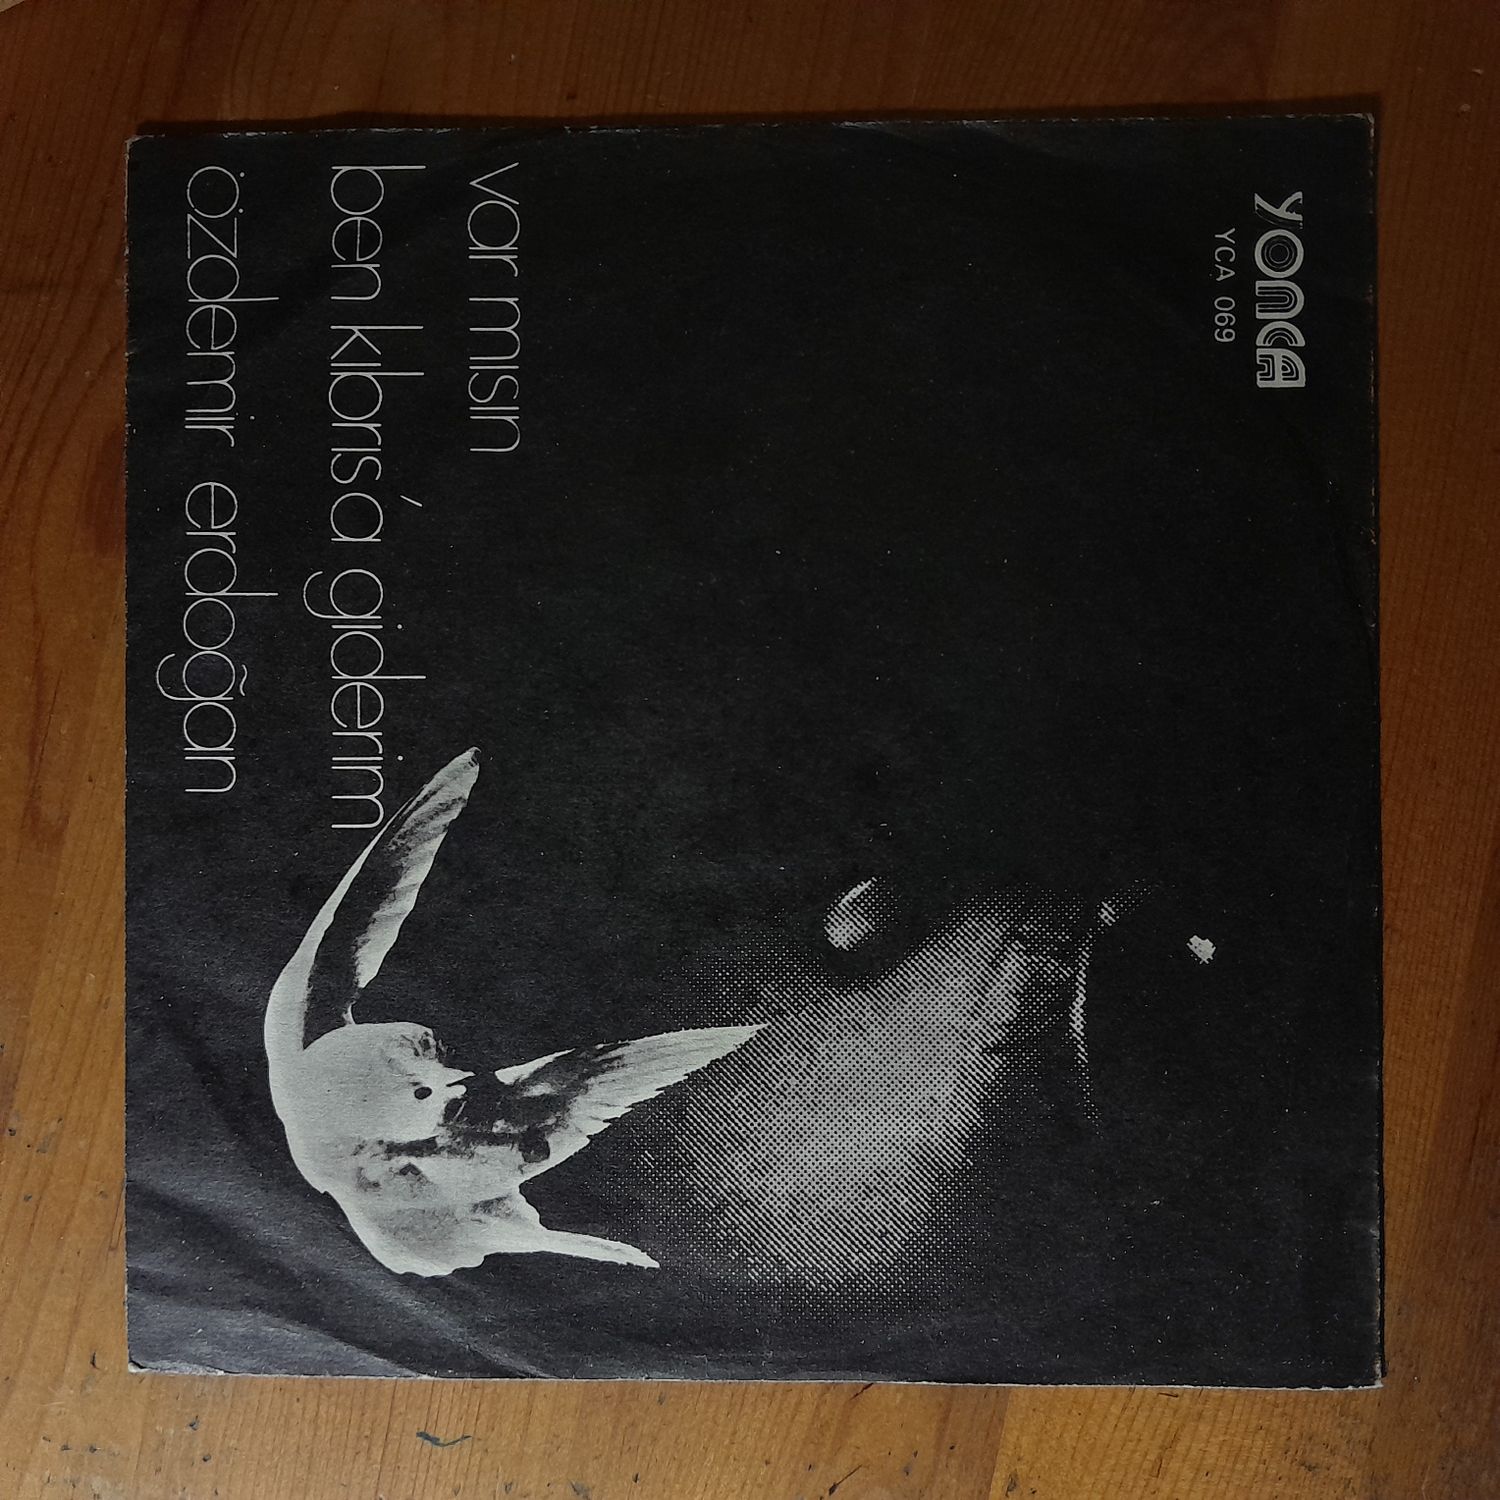 yonca
YCA 069
var mısın
ben kıbrıs'a giderim
özdemir erdoğan